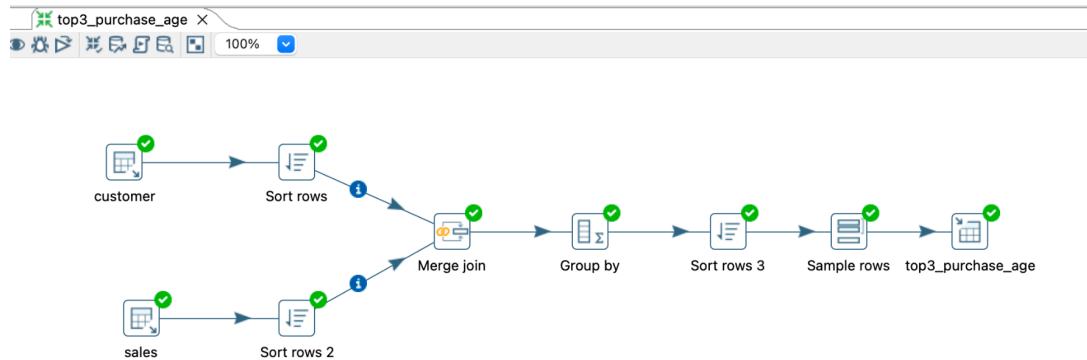 top3_purchase_age
100%
customer
Sort rows
Merge join
Group by
Sort rows 3
Sample rows
top3_purchase_age
sales
Sort rows 2